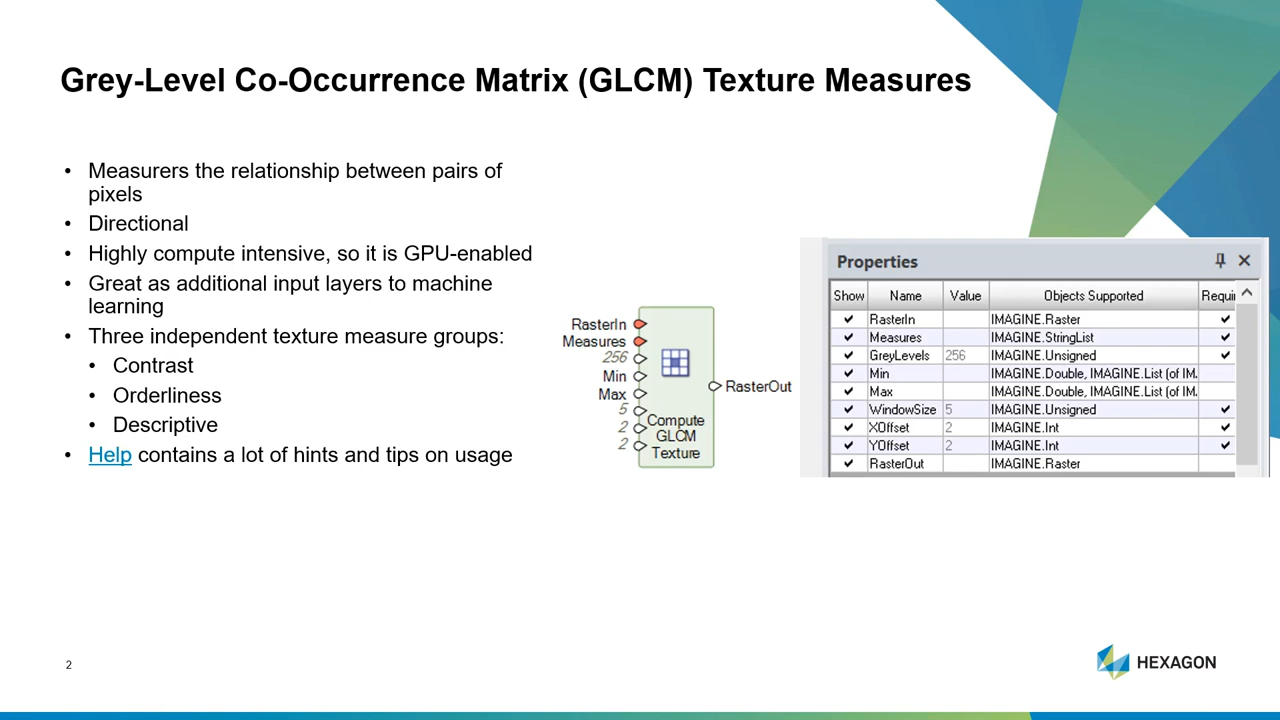 Grey-Level Co-Occurrence Matrix (GLCM) Texture Measures
• Measurers the relationship between pairs of
pixels
• Directional
• Highly compute intensive, so it is GPU-enabled
• Great as additional input layers to machine
learning
• Three independent texture measure groups:
• Contrast
• Orderliness
• Descriptive
• Help contains a lot of hints and tips on usage
RasterIn
Measures
256
Min
Max
5
2
2
Compute
GLCM
Texture
RasterOut
Properties
Show Name Value Objects Supported Requi
RasterIn IMAGINE.Raster
Measures IMAGINE.StringList
GreyLevels 256 IMAGINE.Unsigned
Min IMAGINE.Double, IMAGINE.List (of IM.
Max IMAGINE.Double, IMAGINE.List (of IM.
WindowSize 5 IMAGINE.Unsigned
XOffset 2 IMAGINE.Int
YOffset 2 IMAGINE.Int
RasterOut IMAGINE.Raster
2
HEXAGON